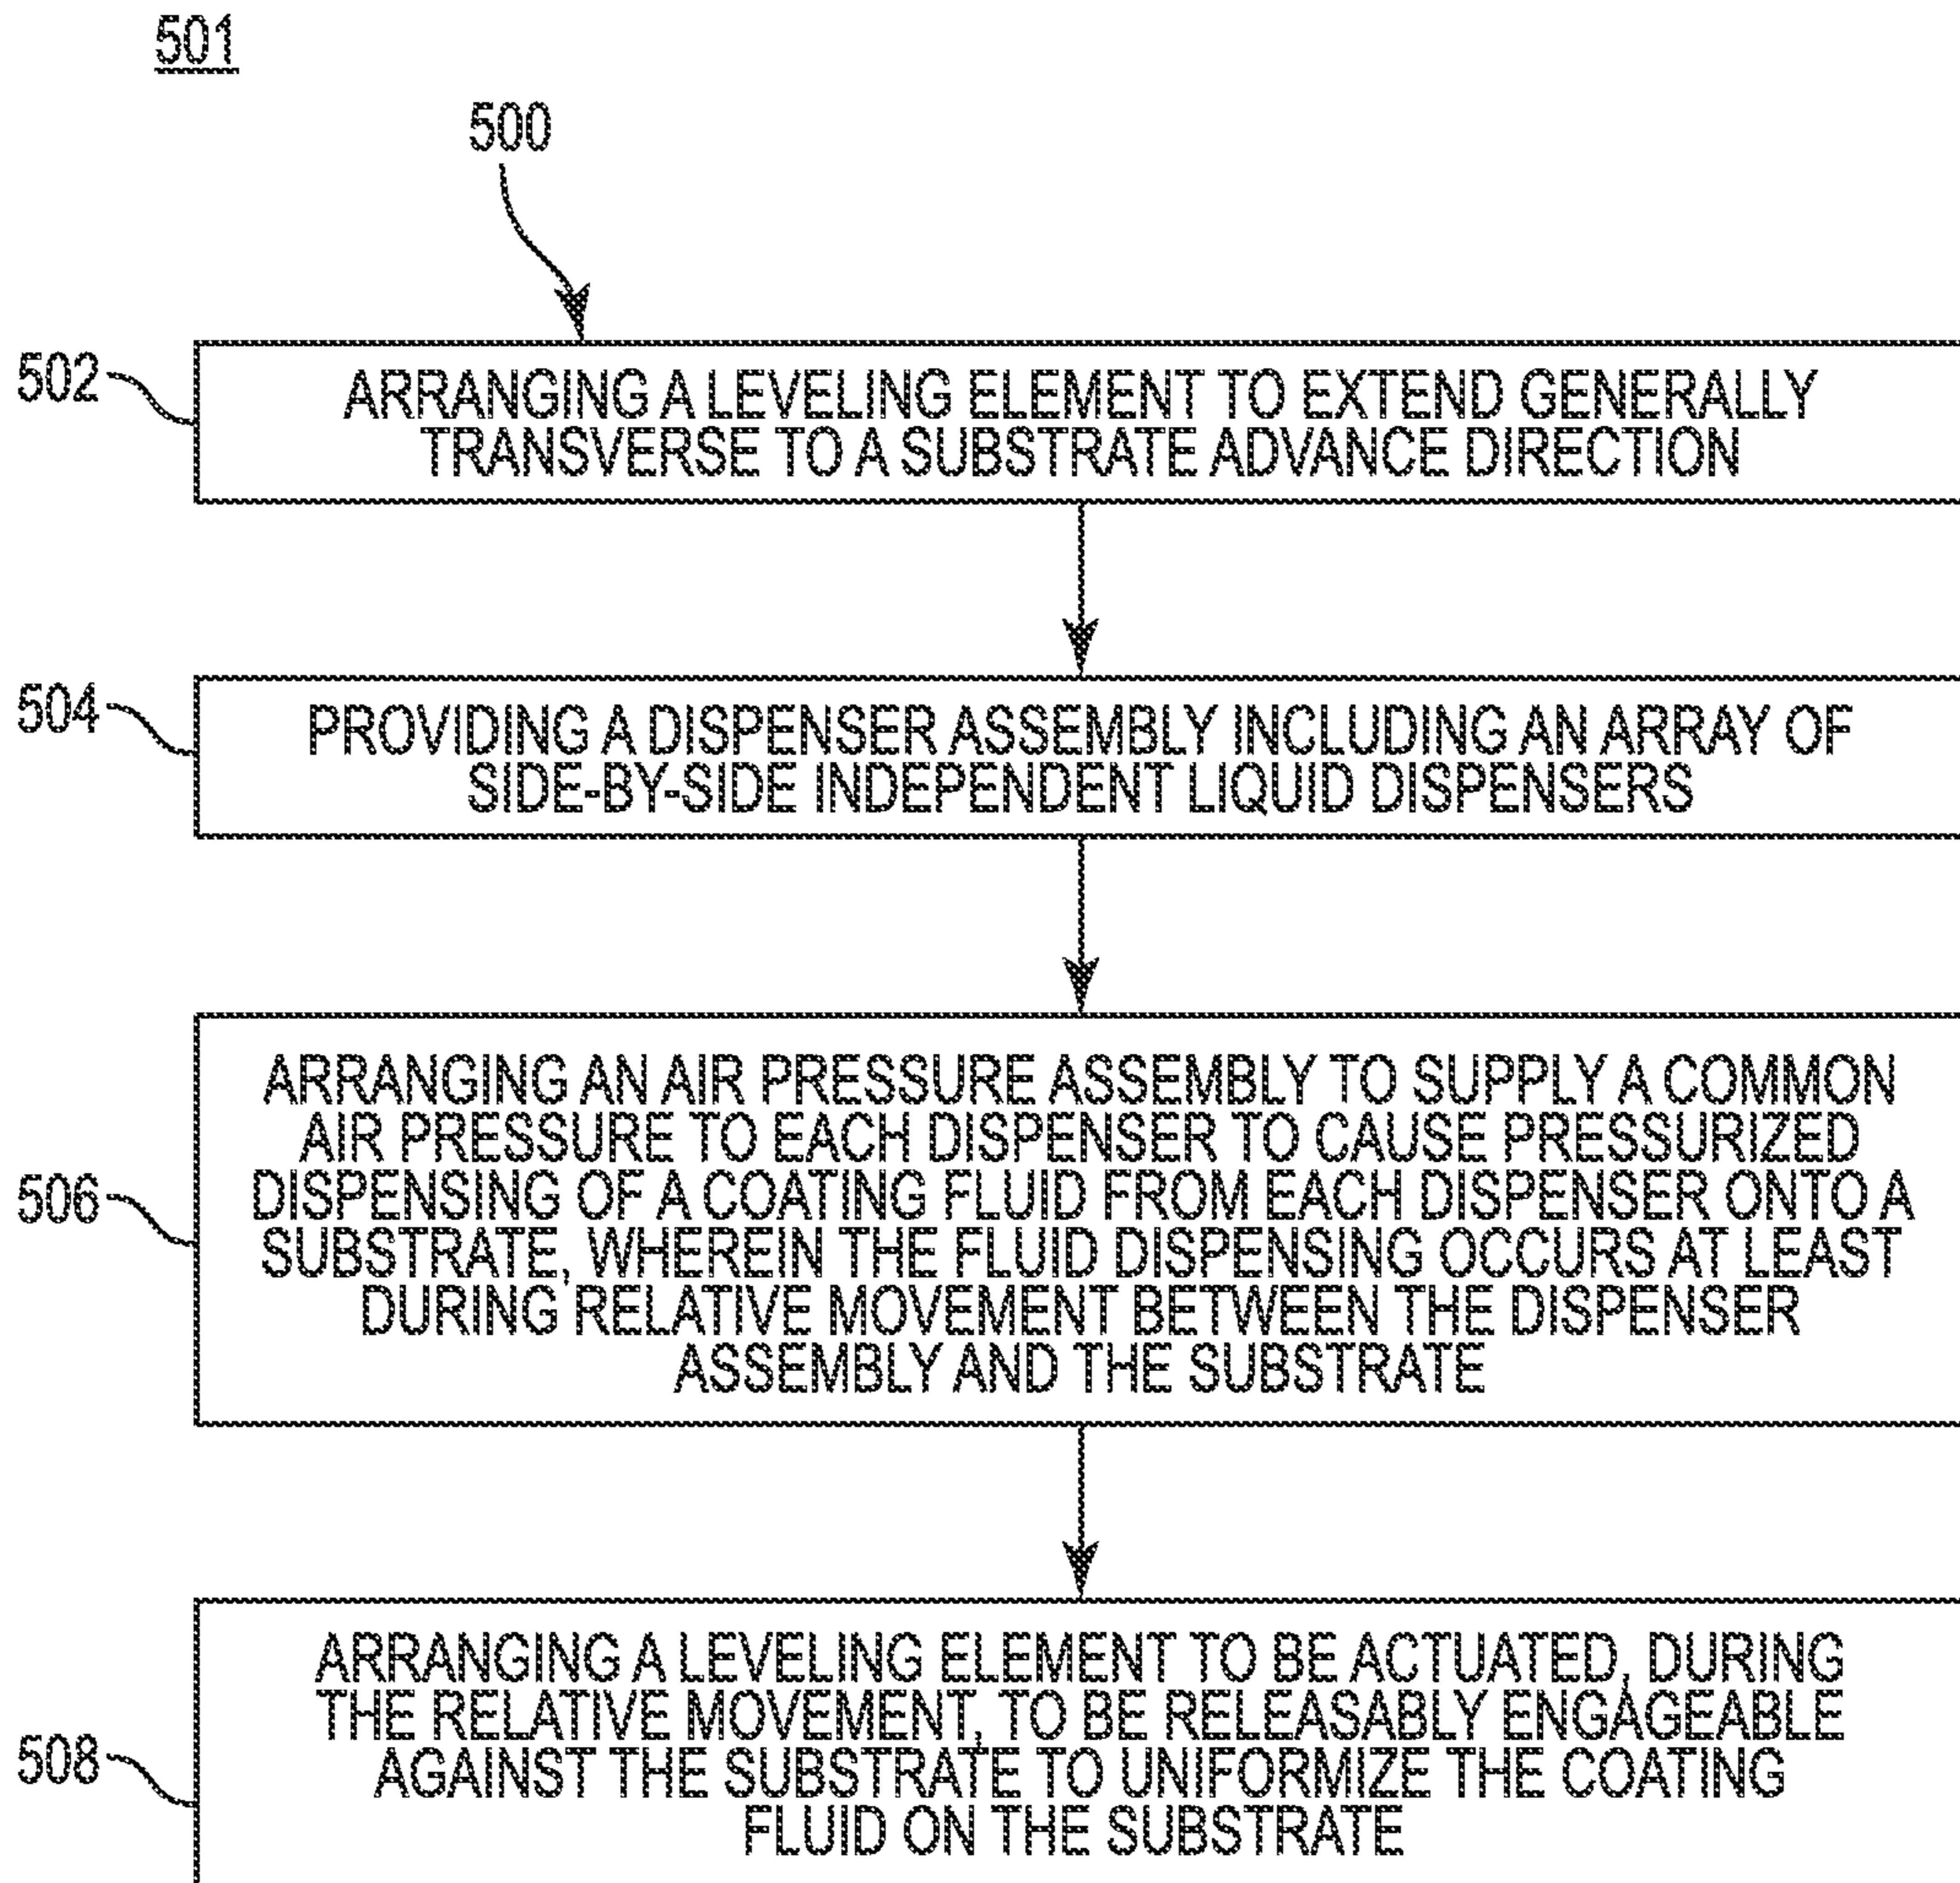 501
500
502
ARRANGING A LEVELING ELEMENT TO EXTEND GENERALLY
TRANSVERSE TO A SUBSTRATE ADVANCE DIRECTION
504
PROVIDING A DISPENSER ASSEMBLY INCLUDING AN ARRAY OF
SIDE-BY-SIDE INDEPENDENT LIQUID DISPENSERS
506
ARRANGING AN AIR PRESSURE ASSEMBLY TO SUPPLY A COMMON
AIR PRESSURE TO EACH DISPENSER TO CAUSE PRESSURIZED
DISPENSING OF A COATING FLUID FROM EACH DISPENSER ONTO A
SUBSTRATE, WHEREIN THE FLUID DISPENSING OCCURS AT LEAST
DURING RELATIVE MOVEMENT BETWEEN THE DISPENSER
ASSEMBLY AND THE SUBSTRATE
508
ARRANGING A LEVELING ELEMENT TO BE ACTUATED, DURING
THE RELATIVE MOVEMENT, TO BE RELEASABLY ENGAGEABLE
AGAINST THE SUBSTRATE TO UNIFORMIZE THE COATING
FLUID ON THE SUBSTRATE